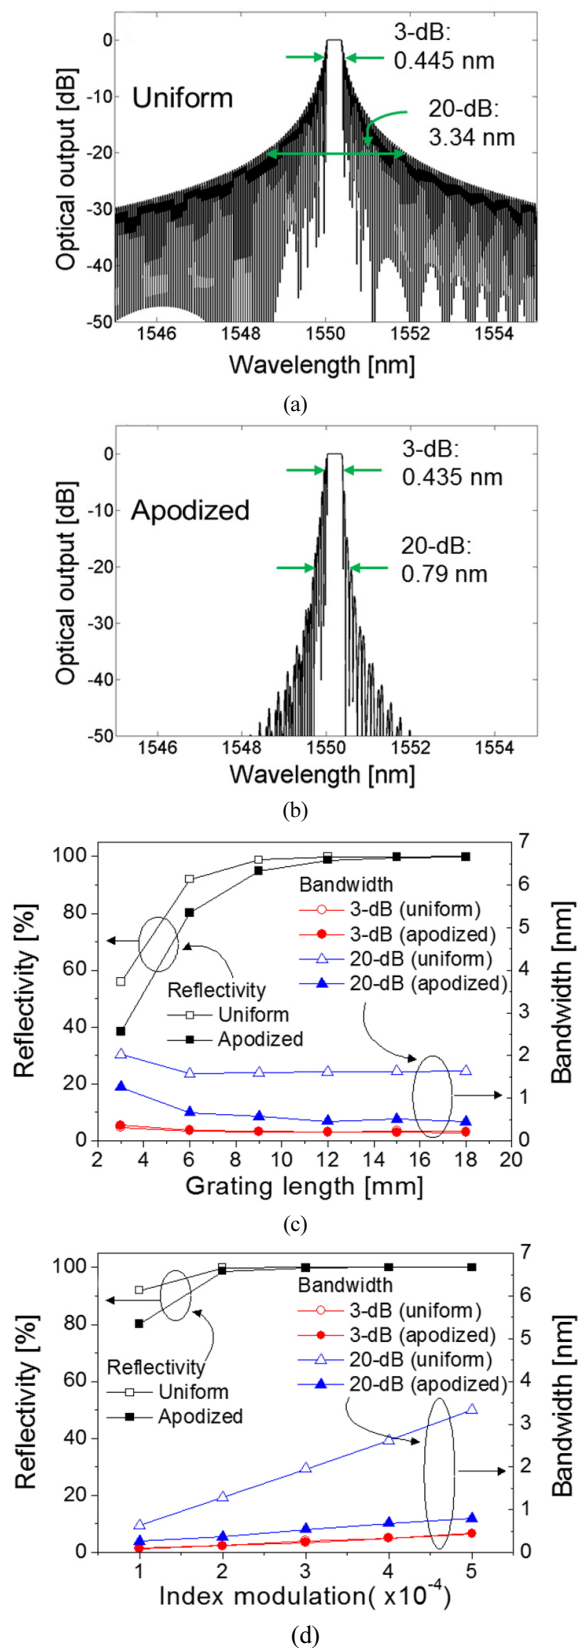 0
-10
-20
-30
-40
-50
Optical output [dB]
Uniform
3-dB:
0.445 nm
20-dB:
3.34 nm
1546 1548 1550 1552 1554
Wavelength [nm]
(a)
0
-10
-20
-30
-40
-50
Optical output [dB]
Apodized
3-dB:
0.435 nm
20-dB:
0.79 nm
1546 1548 1550 1552 1554
Wavelength [nm]
(b)
100
80
60
40
20
0
Reflectivity [%]
Bandwidth
3-dB (uniform)
3-dB (apodized)
20-dB (uniform)
20-dB (apodized)
Reflectivity
Uniform
Apodized
7
6
5
4
3
2
1
0
Bandwidth [nm]
2 4 6 8 10 12 14 16 18 20
Grating length [mm]
(c)
100
80
60
40
20
0
Reflectivity [%]
Bandwidth
3-dB (uniform)
3-dB (apodized)
20-dB (uniform)
20-dB (apodized)
Reflectivity
Uniform
Apodized
7
6
5
4
3
2
1
0
Bandwidth [nm]
1 2 3 4 5
Index modulation( x10⁻⁴)
(d)